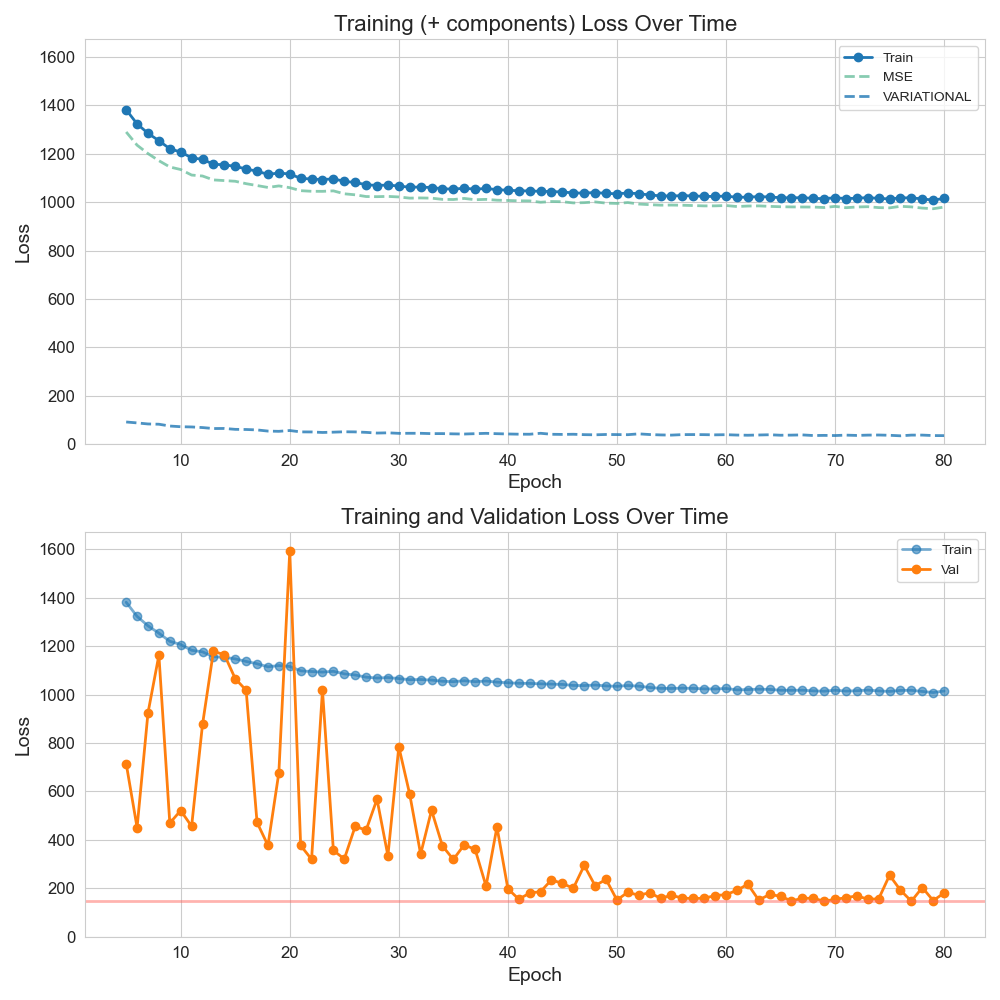 Training (+ components) Loss Over Time
1600
1400
1200
1000
800
600
400
200
0
Loss
Train
MSE
VARIATIONAL
10 20 30 40 50 60 70 80
Epoch
Training and Validation Loss Over Time
1600
1400
1200
1000
800
600
400
200
0
Loss
Train
Val
10 20 30 40 50 60 70 80
Epoch